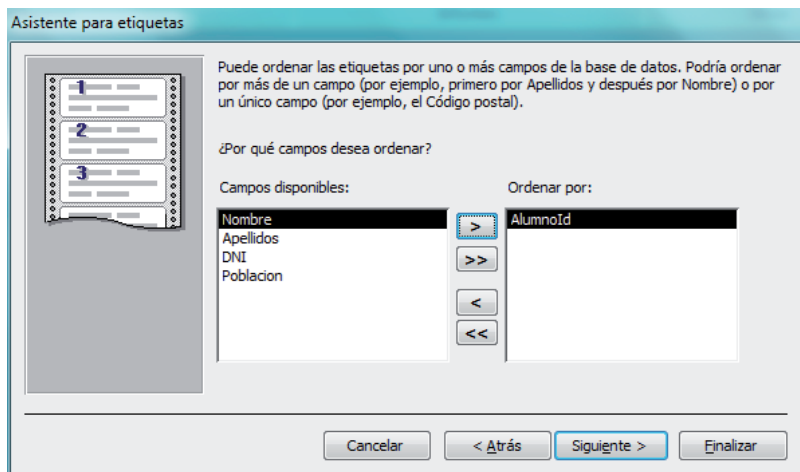 Asistente para etiquetas
Puede ordenar las etiquetas por uno o más campos de la base de datos. Podría ordenar
por más de un campo (por ejemplo, primero por Apellidos y después por Nombre) o por
un único campo (por ejemplo, el Código postal).
¿Por qué campos desea ordenar?
Campos disponibles:
Ordenar por:
1
2
3
Nombre
Apellidos
DNI
Poblacion
>
>>
<
<<
AlumnoId
Cancelar
< Atrás
Siguiente >
Finalizar